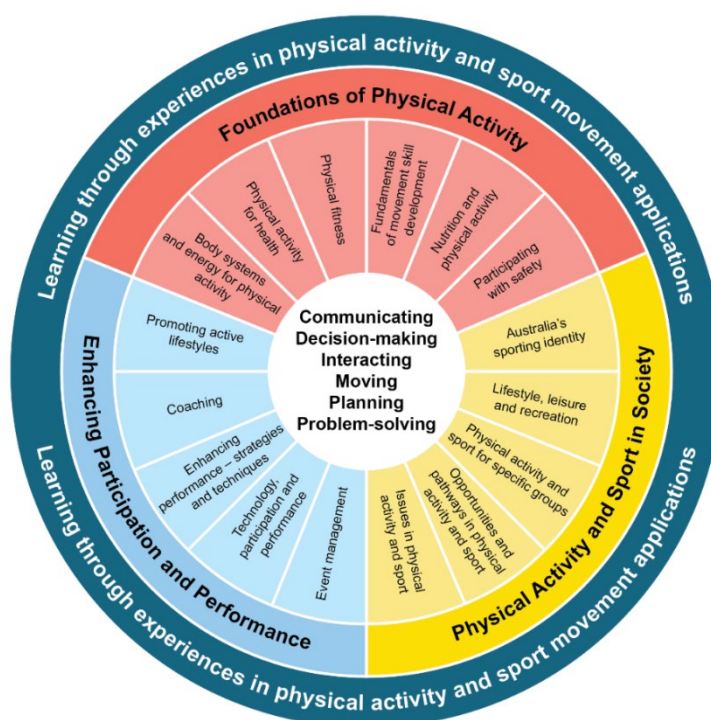 Learning through experiences in physical activity and sport movement applications
Foundations of Physical Activity
Body systems
and energy for physical
activity
Physical activity
for health
Physical fitness
Fundamentals
of movement skill
development
Nutrition and
physical activity
Participating
with safety
Communicating
Decision-making
Interacting
Moving
Planning
Problem-solving
Physical Activity and Sport in Society
Australia's
sporting identity
Lifestyle, leisure
and recreation
Physical activity and
sport for specific groups
Opportunities and
pathways in physical
activity and sport
Issues in physical
activity and sport
Enhancing Participation and Performance
Promoting active
lifestyles
Coaching
Enhancing
performance – strategies
and techniques
Technology,
participation and
performance
Event management
Learning through experiences in physical activity and sport movement applications